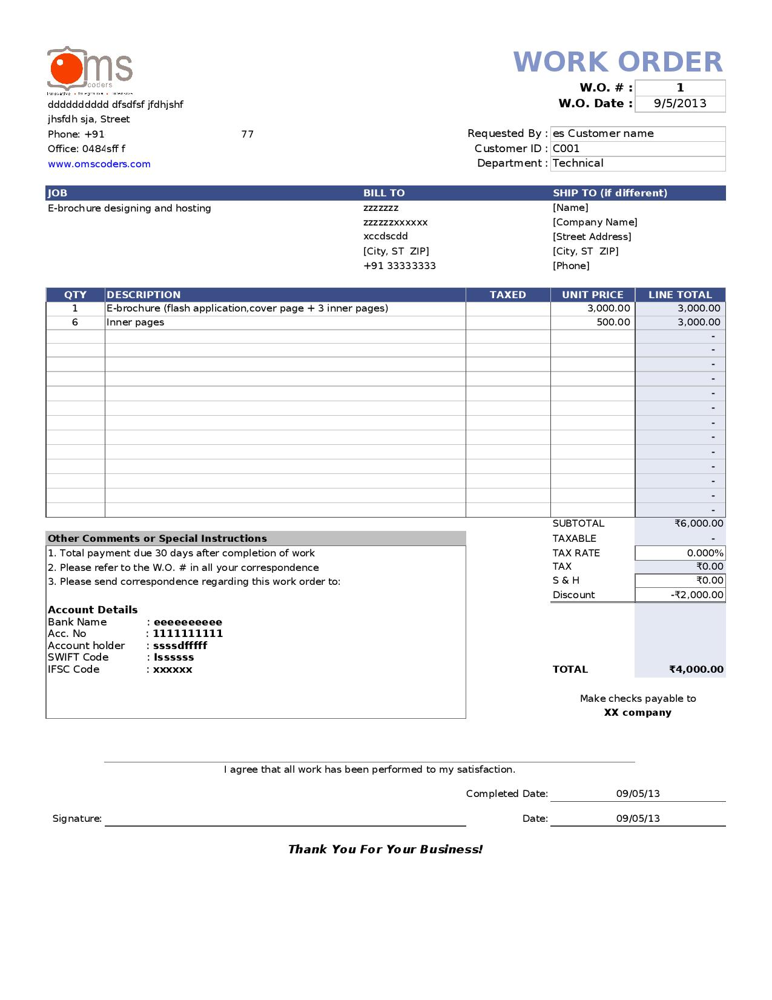 oms
coders
Innovative • Integrative • Intensive
WORK ORDER
W.O. # : 1
W.O. Date : 9/5/2013
dddddddddd dfsdfsf jfdhjshf
jhsfdh sja, Street
Phone: +91 77
Office: 0484sff f
www.omscoders.com
Requested By : es Customer name
Customer ID : C001
Department : Technical
JOB BILL TO SHIP TO (if different)
E-brochure designing and hosting zzzzzzz [Name]
zzzzzzxxxxxx [Company Name]
xccdscdd [Street Address]
[City, ST  ZIP] [City, ST  ZIP]
+91 33333333 [Phone]
QTY DESCRIPTION TAXED UNIT PRICE LINE TOTAL
1 E-brochure (flash application,cover page + 3 inner pages) 3,000.00 3,000.00
6 Inner pages 500.00 3,000.00
-
-
-
-
-
-
-
-
-
-
-
-
-
SUBTOTAL ₹6,000.00
Other Comments or Special Instructions TAXABLE -
1. Total payment due 30 days after completion of work TAX RATE 0.000%
2. Please refer to the W.O. # in all your correspondence TAX ₹0.00
3. Please send correspondence regarding this work order to: S & H ₹0.00
Discount -₹2,000.00
Account Details
Bank Name : eeeeeeeeee
Acc. No : 1111111111
Account holder : ssssdfffff
SWIFT Code : Issssss
IFSC Code : xxxxxx TOTAL ₹4,000.00
Make checks payable to
XX company
I agree that all work has been performed to my satisfaction.
Completed Date: 09/05/13
Signature: Date: 09/05/13
Thank You For Your Business!